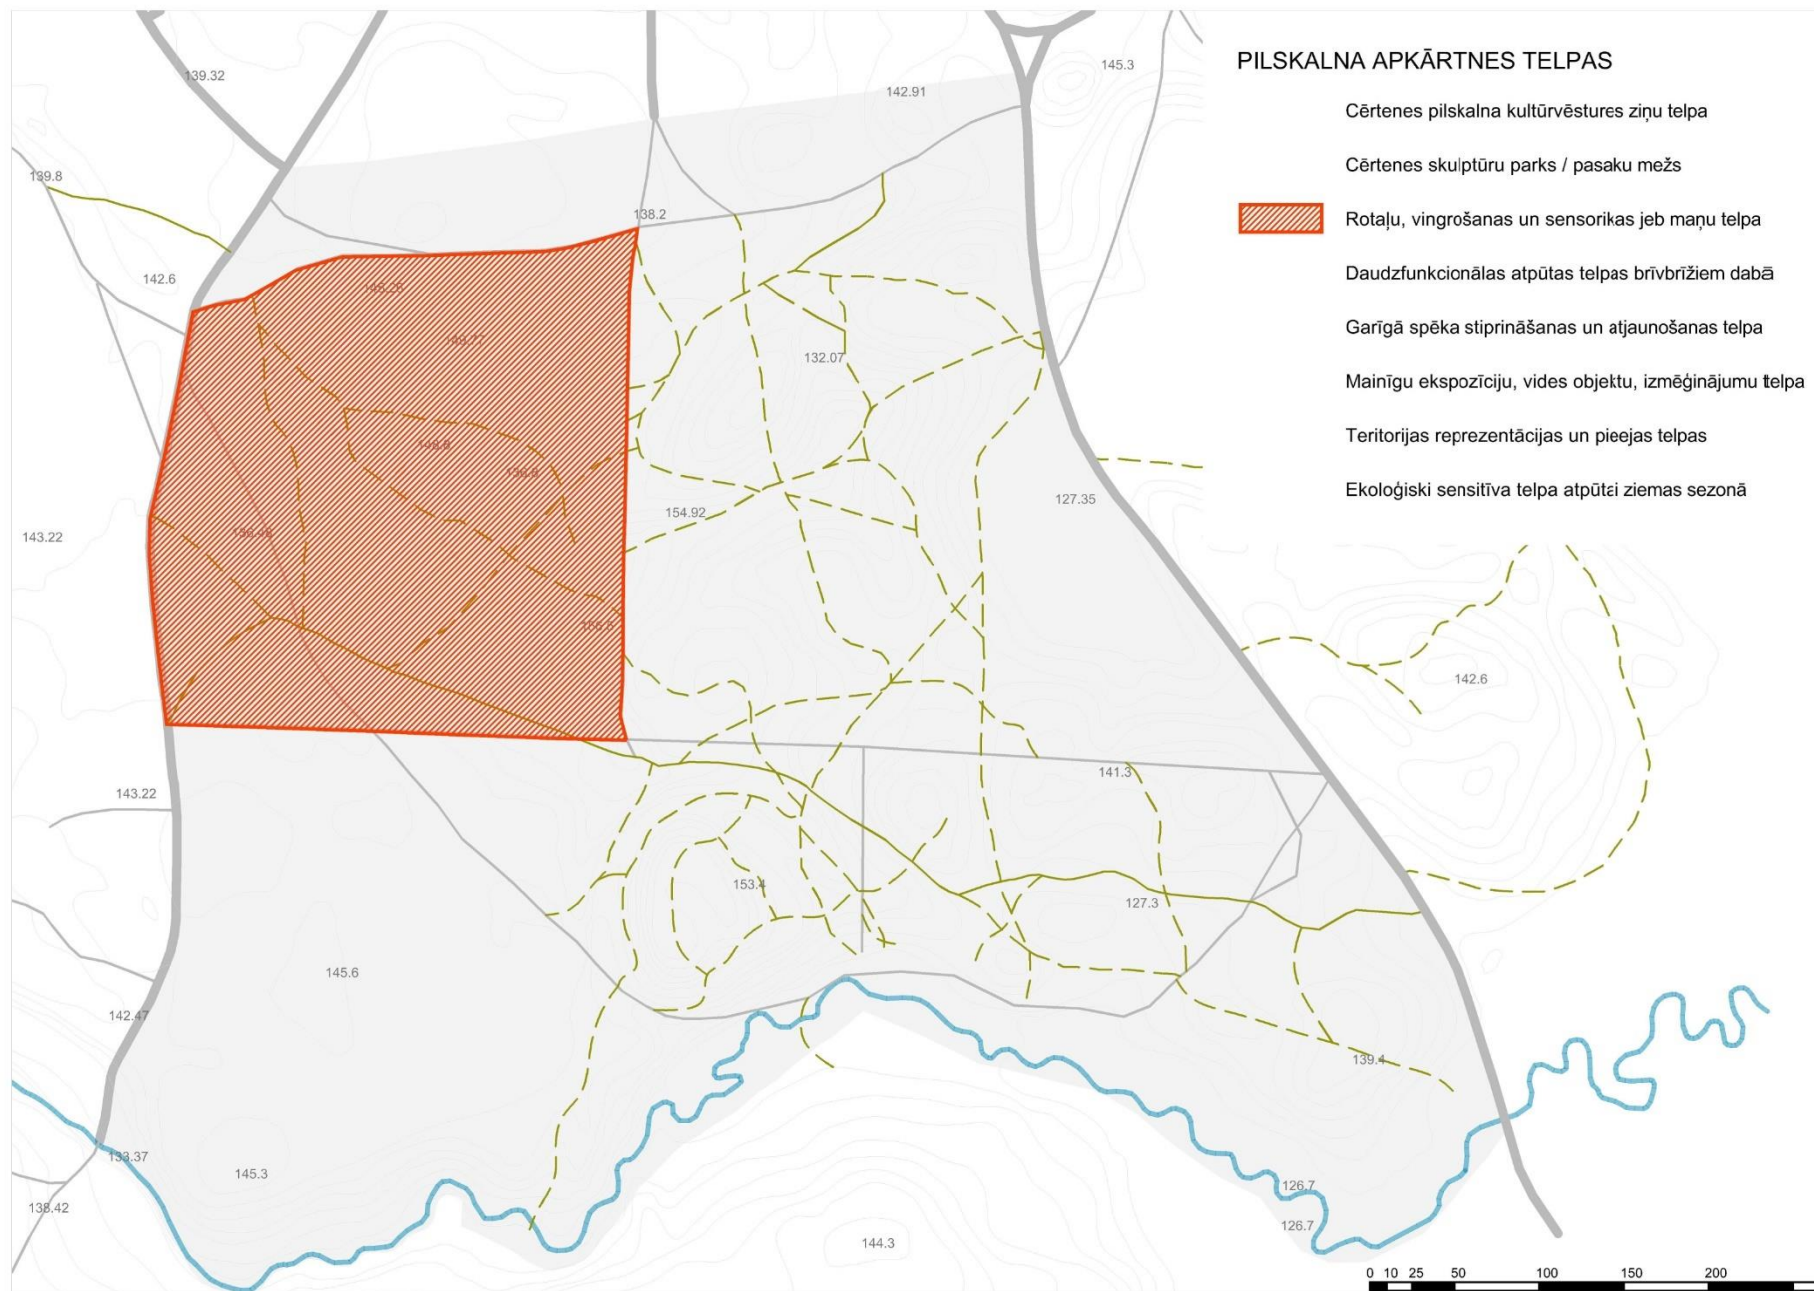 PILSKALNA APKĀRTNES TELPAS
Cērtenes pilskalna kultūrvēstures ziņu telpa
Cērtenes skulptūru parks / pasaku mežs
Rotaļu, vingrošanas un sensorikas jeb maņu telpa
Daudzfunkcionālas atpūtas telpas brīvbrīžiem dabā
Garīgā spēka stiprināšanas un atjaunošanas telpa
Mainīgu ekspozīciju, vides objektu, izmēģinājumu telpa
Teritorijas reprezentācijas un pieejas telpas
Ekoloģiski sensitīva telpa atpūtai ziemas sezonā
139.32
145.3
142.91
139.8
138.2
142.6
132.07
127.35
154.92
143.22
142.6
141.3
143.22
153.4
127.3
145.6
142.47
139.4
133.37
145.3
126.7
138.42
126.7
144.3
0 10 25 50 100 150 200